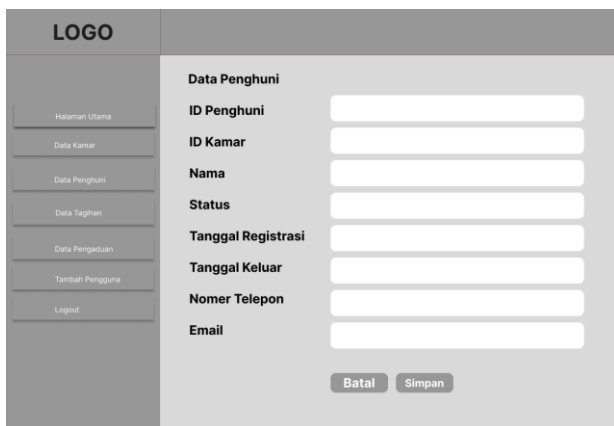 LOGO
Halaman Utama
Data Kamar
Data Penghuni
Data Tagihan
Data Pengaduan
Tambah Pengguna
Logout
Data Penghuni
ID Penghuni
ID Kamar
Nama
Status
Tanggal Registrasi
Tanggal Keluar
Nomer Telepon
Email
Batal Simpan